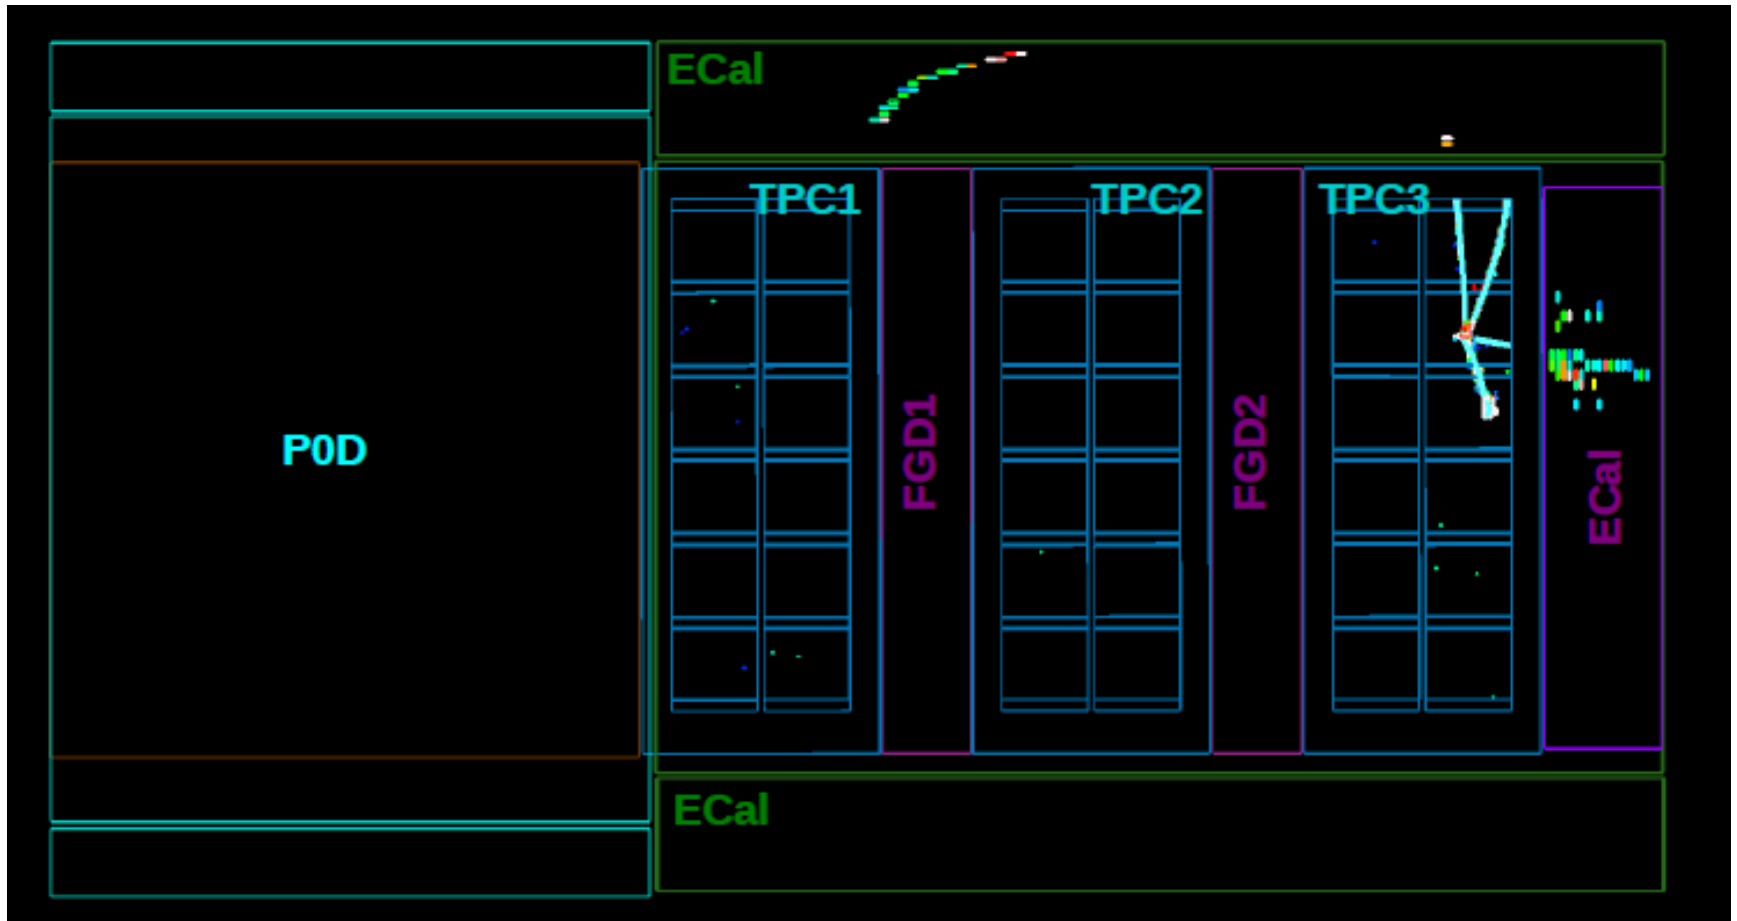 ECal
TPC1
TPC2
TPC3
P0D
FGD1
FGD2
ECal
ECal